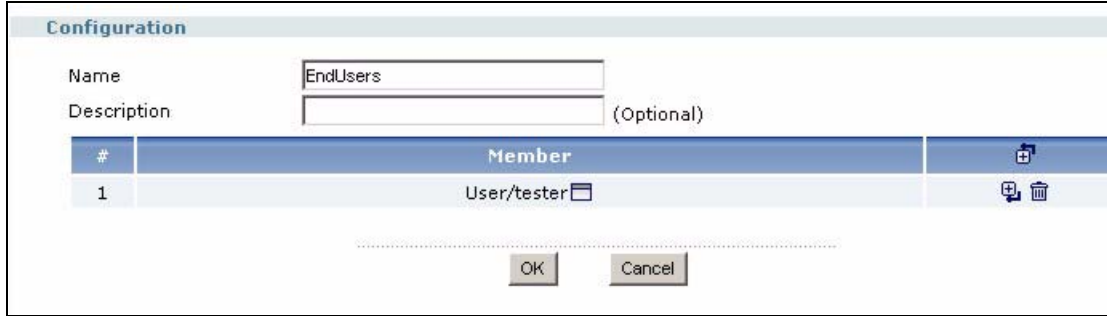 Configuration
Name EndUsers
Description (Optional)
# Member
1 User/tester
OK Cancel